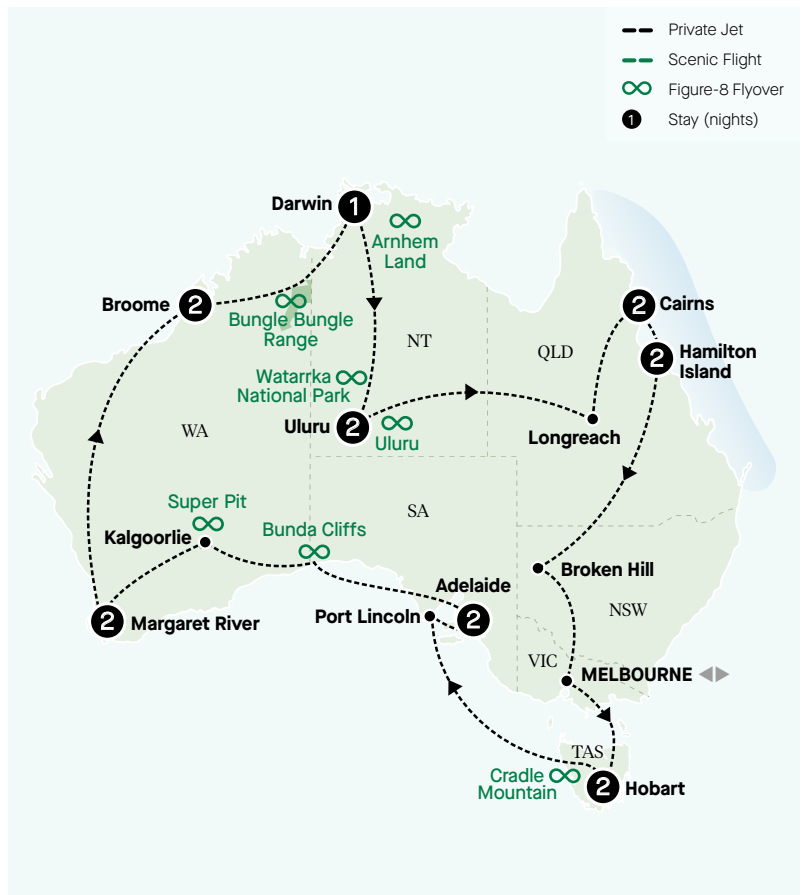 Private Jet
Scenic Flight
Figure-8 Flyover
1 Stay (nights)
Darwin
1
Arnhem
Land
Broome
2
Bungle Bungle
Range
NT
2
Cairns
QLD
2
Hamilton
Island
Watarrka
National Park
WA
Uluru
2
Uluru
Longreach
Super Pit
SA
Kalgoorlie
Bunda Cliffs
Broken Hill
Adelaide
NSW
2
Margaret River
Port Lincoln
2
VIC
MELBOURNE
TAS
Cradle
Mountain
2
Hobart